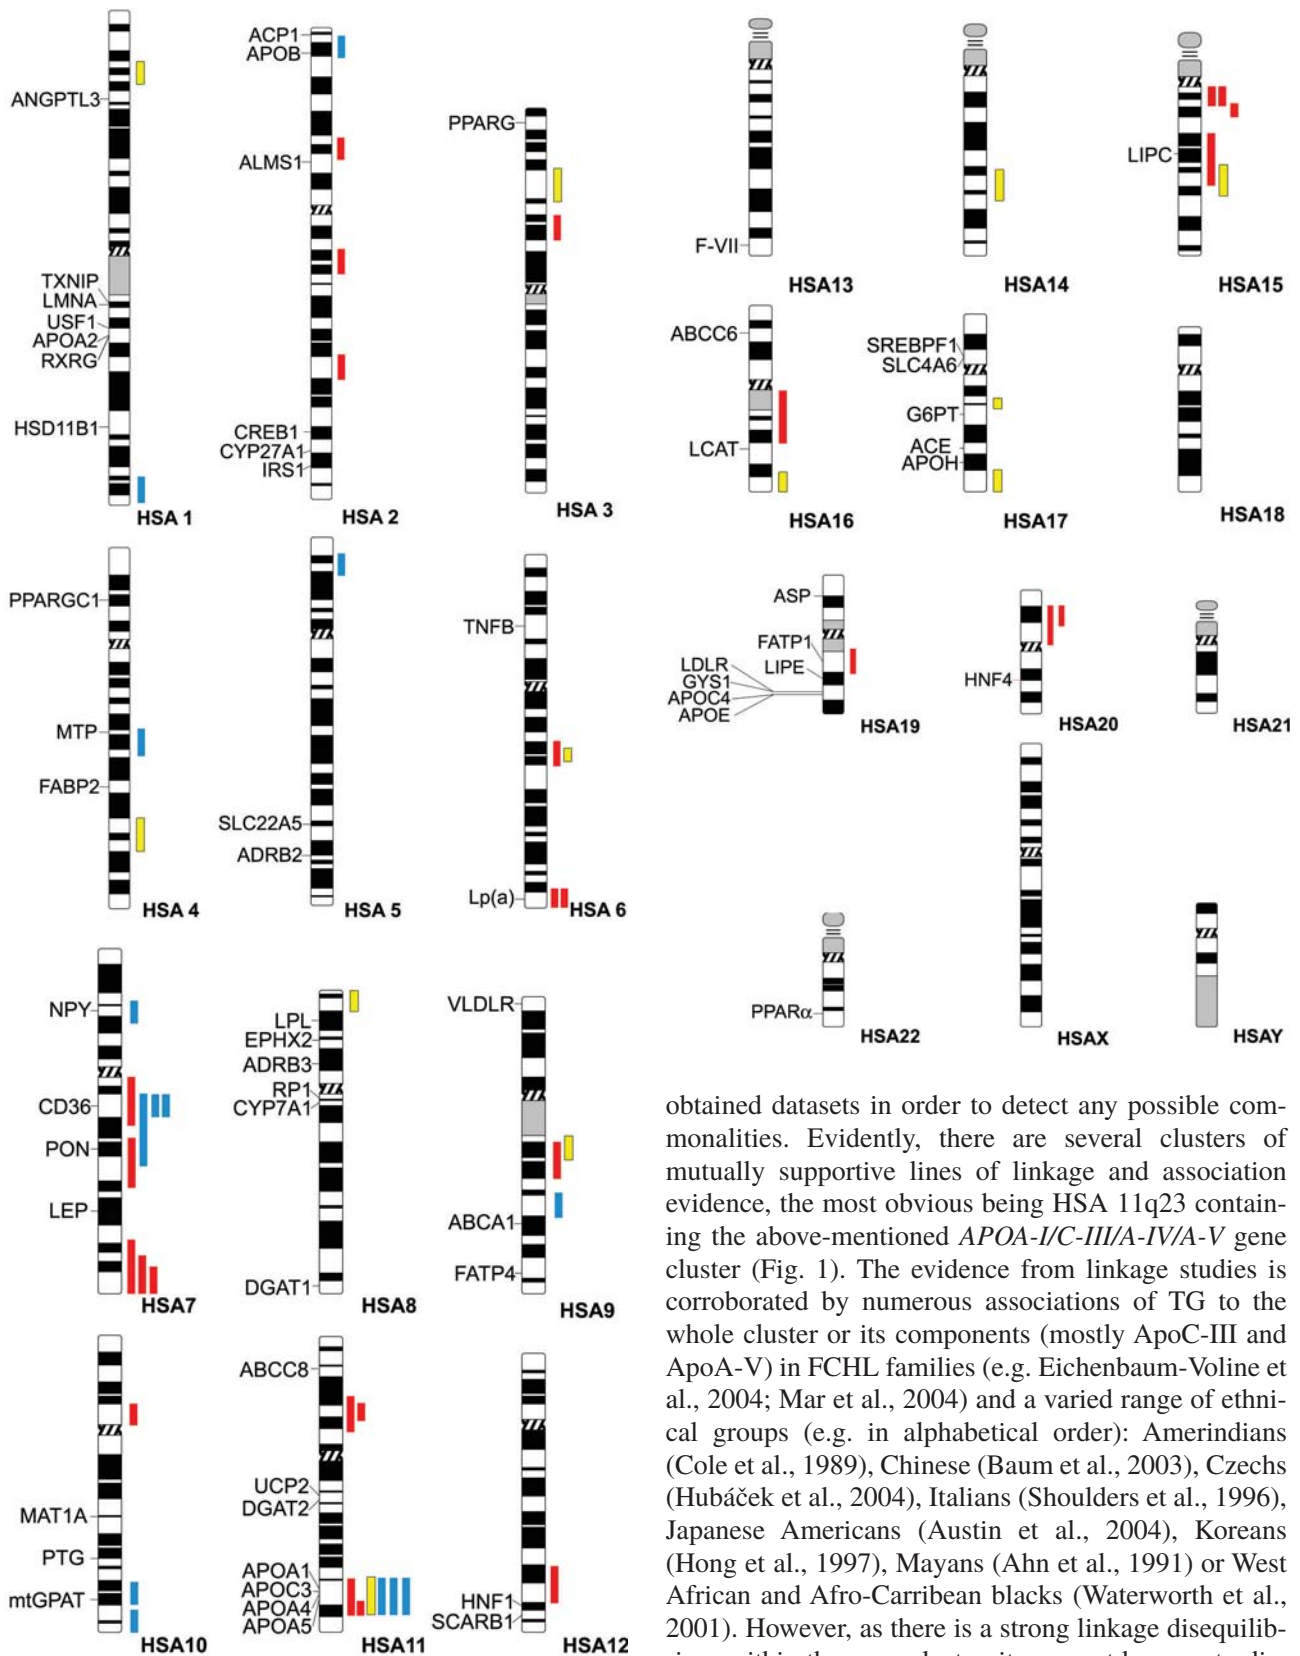 ANGPTL3
TXNIP
LMNA
USF1
APOA2
RXRG
HSD11B1
HSA 1
ACP1
APOB
ALMS1
CREB1
CYP27A1
IRS1
HSA 2
PPARG
HSA 3
PPARGC1
MTP
FABP2
HSA 4
SLC22A5
ADRB2
HSA 5
TNFB
Lp(a)
HSA 6
NPY
CD36
PON
LEP
HSA7
LPL
EPHX2
ADRB3
RP1
CYP7A1
DGAT1
HSA8
VLDLR
ABCA1
FATP4
HSA9
MAT1A
PTG
mtGPAT
HSA10
ABCC8
UCP2
DGAT2
APOA1
APOC3
APOA4
APOA5
HSA11
HNF1
SCARB1
HSA12
F-VII
HSA13
HSA14
LIPC
HSA15
ABCC6
LCAT
HSA16
SREBPF1
SLC4A6
G6PT
ACE
APOH
HSA17
HSA18
ASP
FATP1
LIPE
LDLR
GYS1
APOC4
APOE
HSA19
HNF4
HSA20
HSA21
PPARα
HSA22
HSAX
HSAY
obtained datasets in order to detect any possible com-
monalities. Evidently, there are several clusters of
mutually supportive lines of linkage and association
evidence, the most obvious being HSA 11q23 contain-
ing the above-mentioned APOA-I/C-III/A-IV/A-V gene
cluster (Fig. 1). The evidence from linkage studies is
corroborated by numerous associations of TG to the
whole cluster or its components (mostly ApoC-III and
ApoA-V) in FCHL families (e.g. Eichenbaum-Voline et
al., 2004; Mar et al., 2004) and a varied range of ethni-
cal groups (e.g. in alphabetical order): Amerindians
(Cole et al., 1989), Chinese (Baum et al., 2003), Czechs
(Hubáček et al., 2004), Italians (Shoulders et al., 1996),
Japanese Americans (Austin et al., 2004), Koreans
(Hong et al., 1997), Mayans (Ahn et al., 1991) or West
African and Afro-Carribean blacks (Waterworth et al.,
2001). However, as there is a strong linkage disequilib-